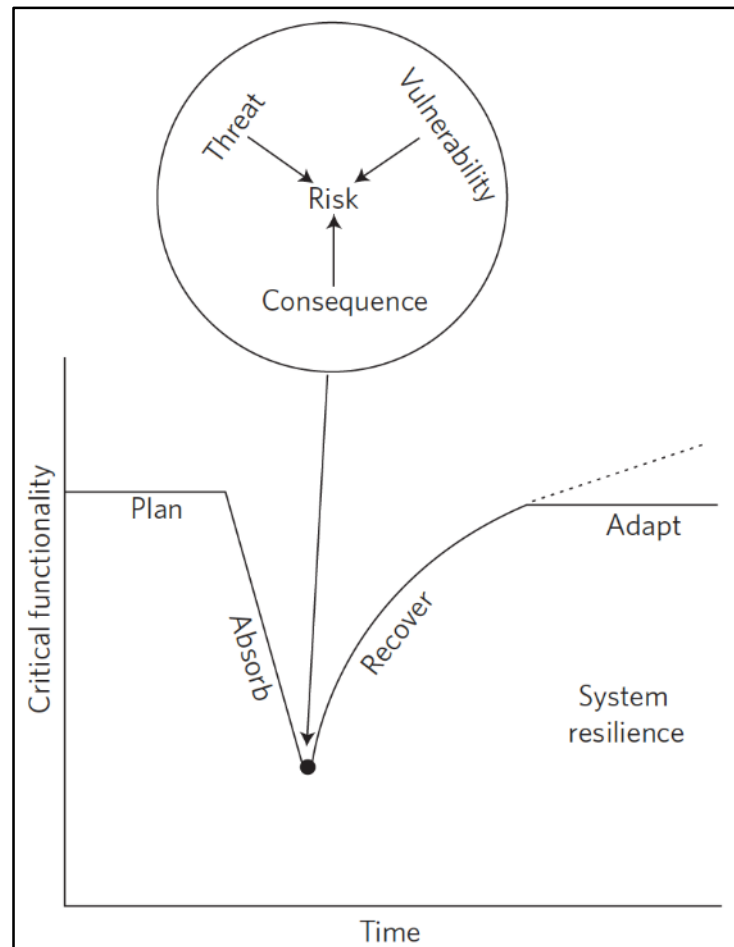 Threat
Vulnerability
Risk
Consequence
Critical functionality
Plan
Absorb
Recover
Adapt
System
resilience
Time